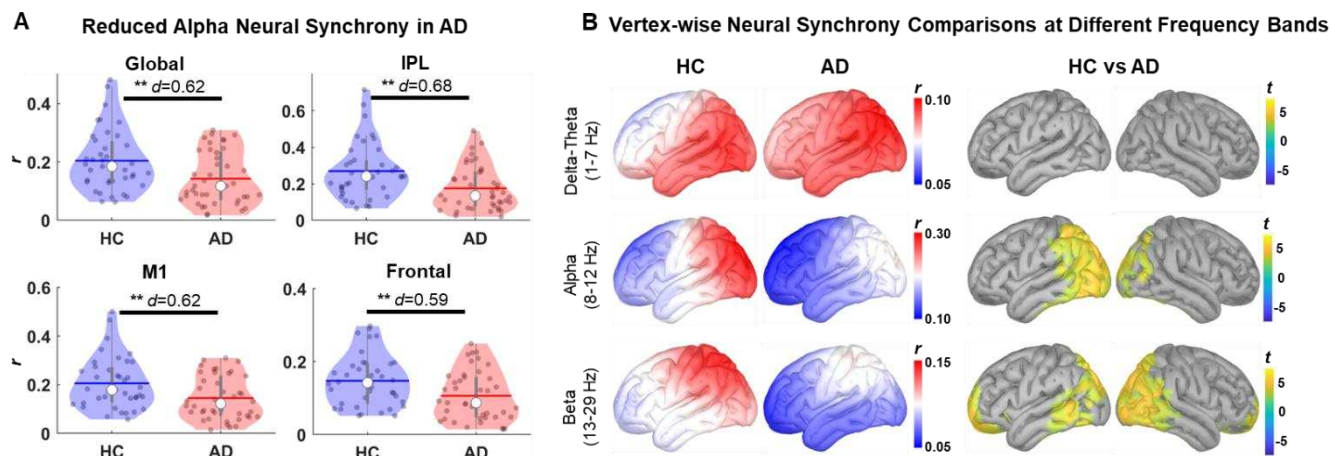 A
Reduced Alpha Neural Synchrony in AD
Global
** d=0.62
r
0.4
0.2
0
HC
AD
IPL
** d=0.68
0.6
0.4
0.2
0
HC
AD
M1
** d=0.62
r
0.4
0.2
0
HC
AD
Frontal
** d=0.59
0.4
0.2
0
HC
AD
B Vertex-wise Neural Synchrony Comparisons at Different Frequency Bands
HC
AD
HC vs AD
Delta-Theta
(1-7 Hz)
r
0.10
0.05
t
5
0
-5
Alpha
(8-12 Hz)
r
0.30
0.10
t
5
0
-5
Beta
(13-29 Hz)
r
0.15
0.05
t
5
0
-5